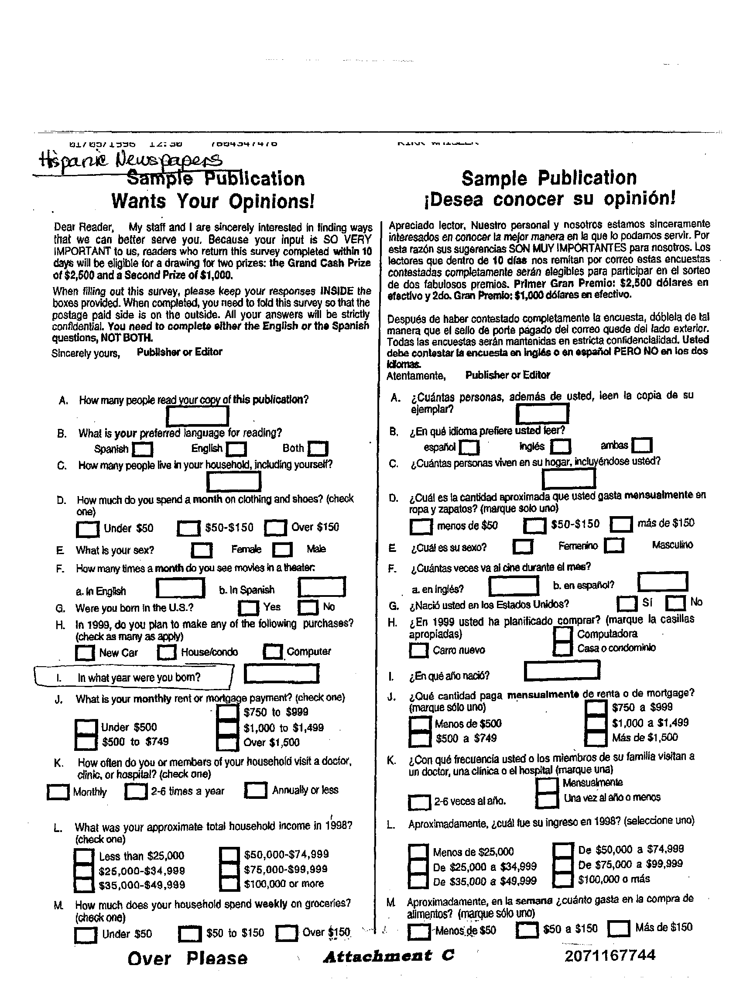 01/05/1996 12:30 7604347476
Hispanic Newspapers
Sample Publication
Wants Your Opinions!
Dear Reader, My staff and I are sincerely interested in finding ways
that we can better serve you. Because your input is SO VERY
IMPORTANT to us, readers who return this survey completed within 10
days will be eligible for a drawing for two prizes: the Grand Cash Prize
of $2,500 and a Second Prize of $1,000.
When filling out this survey, please keep your responses INSIDE the
boxes provided. When completed, you need to fold this survey so that the
postage paid side is on the outside. All your answers will be strictly
confidential. You need to complete either the English or the Spanish
questions, NOT BOTH.
Sincerely yours, Publisher or Editor
A. How many people read your copy of this publication?
B. What is your preferred language for reading?
Spanish English Both
C. How many people live in your household, including yourself?
D. How much do you spend a month on clothing and shoes? (check
one)
Under $50 $50-$150 Over $150
E. What is your sex? Female Male
F. How many times a month do you see movies in a theater:
a. In English b. In Spanish
G. Were you born in the U.S.? Yes No
H. In 1999, do you plan to make any of the following purchases?
(check as many as apply)
New Car House/condo Computer
I. In what year were you born?
J. What is your monthly rent or mortgage payment? (check one)
$750 to $999
Under $500 $1,000 to $1,499
$500 to $749 Over $1,500
K. How often do you or members of your household visit a doctor,
clinic, or hospital? (check one)
Monthly 2-6 times a year Annually or less
L. What was your approximate total household income in 1998?
(check one)
Less than $25,000 $50,000-$74,999
$25,000-$34,999 $75,000-$99,999
$35,000-$49,999 $100,000 or more
M. How much does your household spend weekly on groceries?
(check one)
Under $50 $50 to $150 Over $150
Over Please
Sample Publication
¡Desea conocer su opinión!
Apreciado lector, Nuestro personal y nosotros estamos sinceramente
interesados en conocer la mejor manera en la que lo podamos servir. Por
esta razón sus sugerencias SON MUY IMPORTANTES para nosotros. Los
lectores que dentro de 10 días nos remitan por correo estas encuestas
contestadas completamente serán elegibles para participar en el sorteo
de dos fabulosos premios. Primer Gran Premio: $2,500 dólares en
efectivo y 2do. Gran Premio: $1,000 dólares en efectivo.
Después de haber contestado completamente la encuesta, dóblela de tal
manera que el sello de porte pagado del correo quede del lado exterior.
Todas las encuestas serán mantenidas en estricta confidencialidad. Usted
debe contestar la encuesta en inglés o en español PERO NO en los dos
idiomas.
Atentamente, Publisher or Editor
A. ¿Cuántas personas, además de usted, leen la copia de su
ejemplar?
B. ¿En qué idioma prefiere usted leer?
español inglés ambas
C. ¿Cuántas personas viven en su hogar, incluyéndose usted?
D. ¿Cuál es la cantidad aproximada que usted gasta mensualmente en
ropa y zapatos? (marque solo uno)
menos de $50 $50-$150 más de $150
E ¿Cuál es su sexo? Femenino Masculino
F. ¿Cuántas veces va al cine durante el mes?
a. en inglés? b. en español?
G. ¿Nació usted en los Estados Unidos? Sí No
H. ¿En 1999 usted ha planificado comprar? (marque la casillas
apropiadas) Computadora
Carro nuevo Casa o condominio
I. ¿En qué año nació?
J. ¿Qué cantidad paga mensualmente de renta o de mortgage?
(marque sólo uno) $750 a $999
Menos de $500 $1,000 a $1,499
$500 a $749 Más de $1,500
K. ¿Con qué frecuencia usted o los miembros de su familia visitan a
un doctor, una clínica o el hospital (marque una)
Mensualmente
2-6 veces al año. Una vez al año o menos
L. Aproximadamente, ¿cuál fue su ingreso en 1998? (seleccione uno)
Menos de $25,000 De $50,000 a $74,999
De $25,000 a $34,999 De $75,000 a $99,999
De $35,000 a $49,999 $100,000 o más
M. Aproximadamente, en la semana ¿cuánto gasta en la compra de
alimentos? (marque sólo uno)
Menos de $50 $50 a $150 Más de $150
Attachment C 2071167744